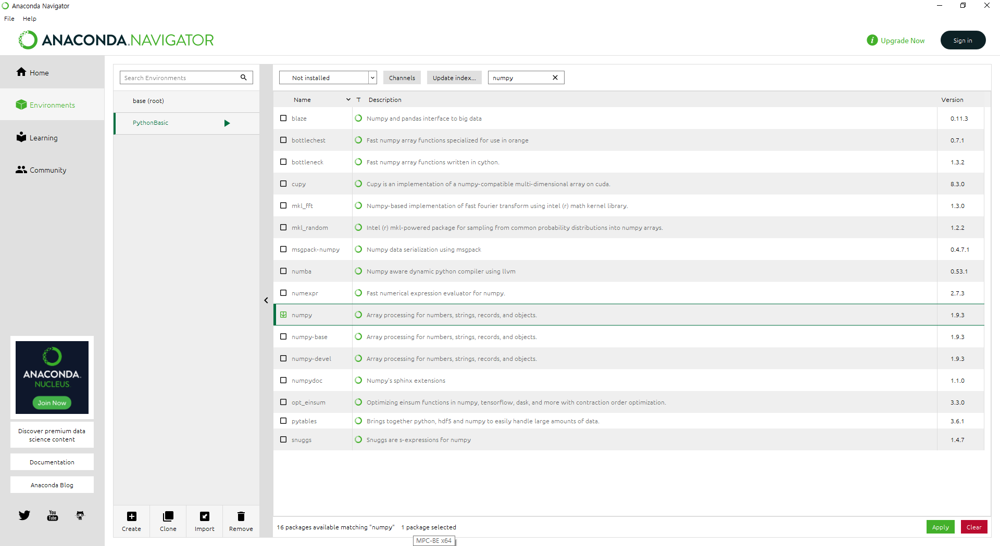 Anaconda Navigator
File Help
ANACONDA.NAVIGATOR
Upgrade Now
Sign in
Home
Environments
Learning
Community
ANACONDA.
NUCLEUS
Join Now
Discover premium data
science content
Documentation
Anaconda Blog
You
Tube
Search Environments
base (root)
PythonBasic
Create
Clone
Import
Remove
Not installed
Channels
Update index...
numpy
Name T Description Version
blaze Numpy and pandas interface to big data 0.11.3
bottlechest Fast numpy array functions specialized for use in orange 0.7.1
bottleneck Fast numpy array functions written in cython. 1.3.2
cupy Cupy is an implementation of a numpy-compatible multi-dimensional array on cuda. 8.3.0
mkl_fft Numpy-based implementation of fast fourier transform using intel (r) math kernel library. 1.3.0
mkl_random Intel (r) mkl-powered package for sampling from common probability distributions into numpy arrays. 1.2.2
msgpack-numpy Numpy data serialization using msgpack 0.4.7.1
numba Numpy aware dynamic python compiler using llvm 0.53.1
numexpr Fast numerical expression evaluator for numpy. 2.7.3
numpy Array processing for numbers, strings, records, and objects. 1.9.3
numpy-base Array processing for numbers, strings, records, and objects. 1.9.3
numpy-devel Array processing for numbers, strings, records, and objects. 1.9.3
numpydoc Numpy's sphinx extensions 1.1.0
opt_einsum Optimizing einsum functions in numpy, tensorflow, dask, and more with contraction order optimization. 3.3.0
pytables Brings together python, hdf5 and numpy to easily handle large amounts of data. 3.6.1
snuggs Snuggs are s-expressions for numpy 1.4.7
16 packages available matching "numpy" 1 package selected
Apply
Clear
MPC-BE x64